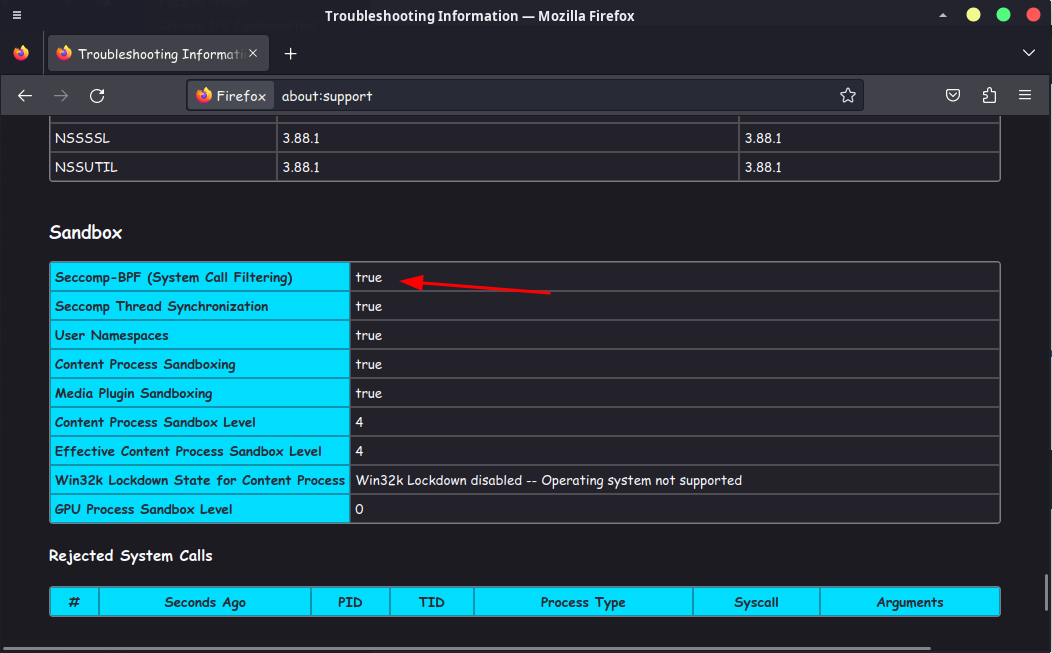 Troubleshooting Information — Mozilla Firefox
Troubleshooting Informati
Firefox about:support
NSSSSL 3.88.1 3.88.1
NSSUTIL 3.88.1 3.88.1
Sandbox
Seccomp-BPF (System Call Filtering) true
Seccomp Thread Synchronization true
User Namespaces true
Content Process Sandboxing true
Media Plugin Sandboxing true
Content Process Sandbox Level 4
Effective Content Process Sandbox Level 4
Win32k Lockdown State for Content Process Win32k Lockdown disabled -- Operating system not supported
GPU Process Sandbox Level 0
Rejected System Calls
# Seconds Ago PID TID Process Type Syscall Arguments